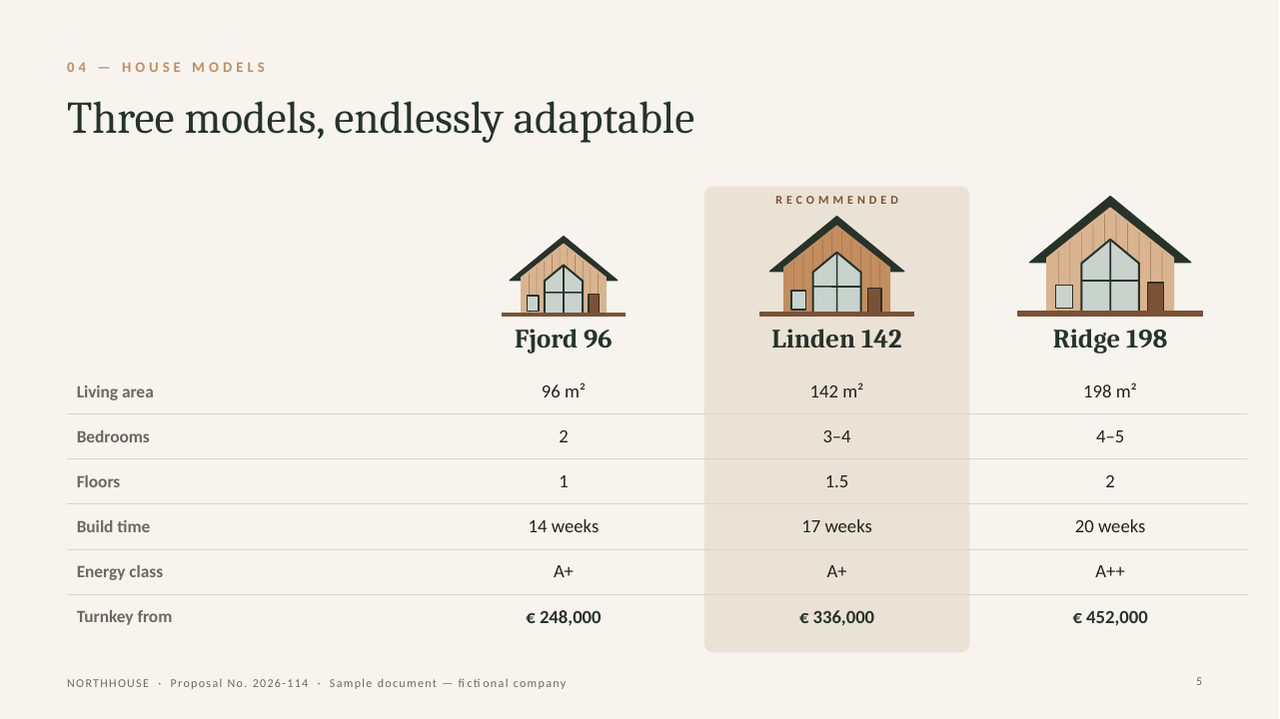 04 — HOUSE MODELS
Three models, endlessly adaptable
RECOMMENDED
Fjord 96 Linden 142 Ridge 198
Living area 96 m² 142 m² 198 m²
Bedrooms 2 3–4 4–5
Floors 1 1.5 2
Build time 14 weeks 17 weeks 20 weeks
Energy class A+ A+ A++
Turnkey from € 248,000 € 336,000 € 452,000
NORTHHOUSE · Proposal No. 2026-114 · Sample document — fictional company 5